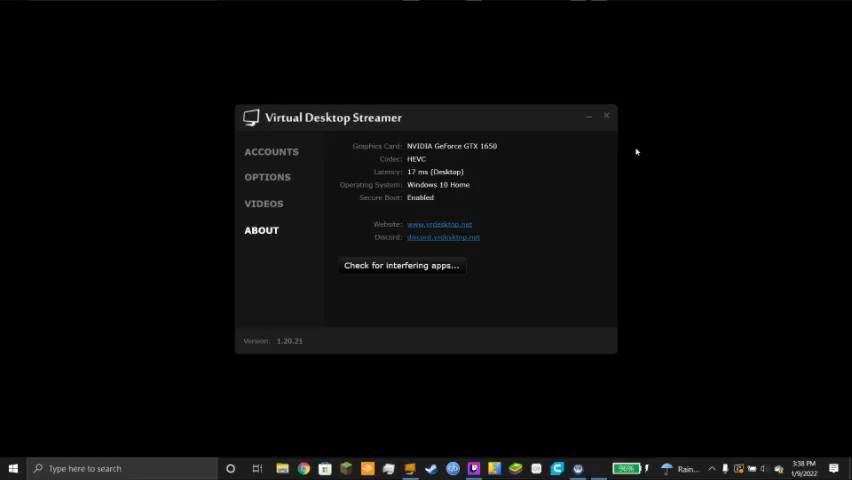 Virtual Desktop Streamer
ACCOUNTS
OPTIONS
VIDEOS
ABOUT
Graphics Card: NVIDIA GeForce GTX 1650
Codec: HEVC
Latency: 17 ms (Desktop)
Operating System: Windows 10 Home
Secure Boot: Enabled
Website: www.vrdesktop.net
Discord: discord.vrdesktop.net
Check for interfering apps...
Version: 1.20.21
Type here to search
96%
Rain...
3:38 PM
1/9/2022